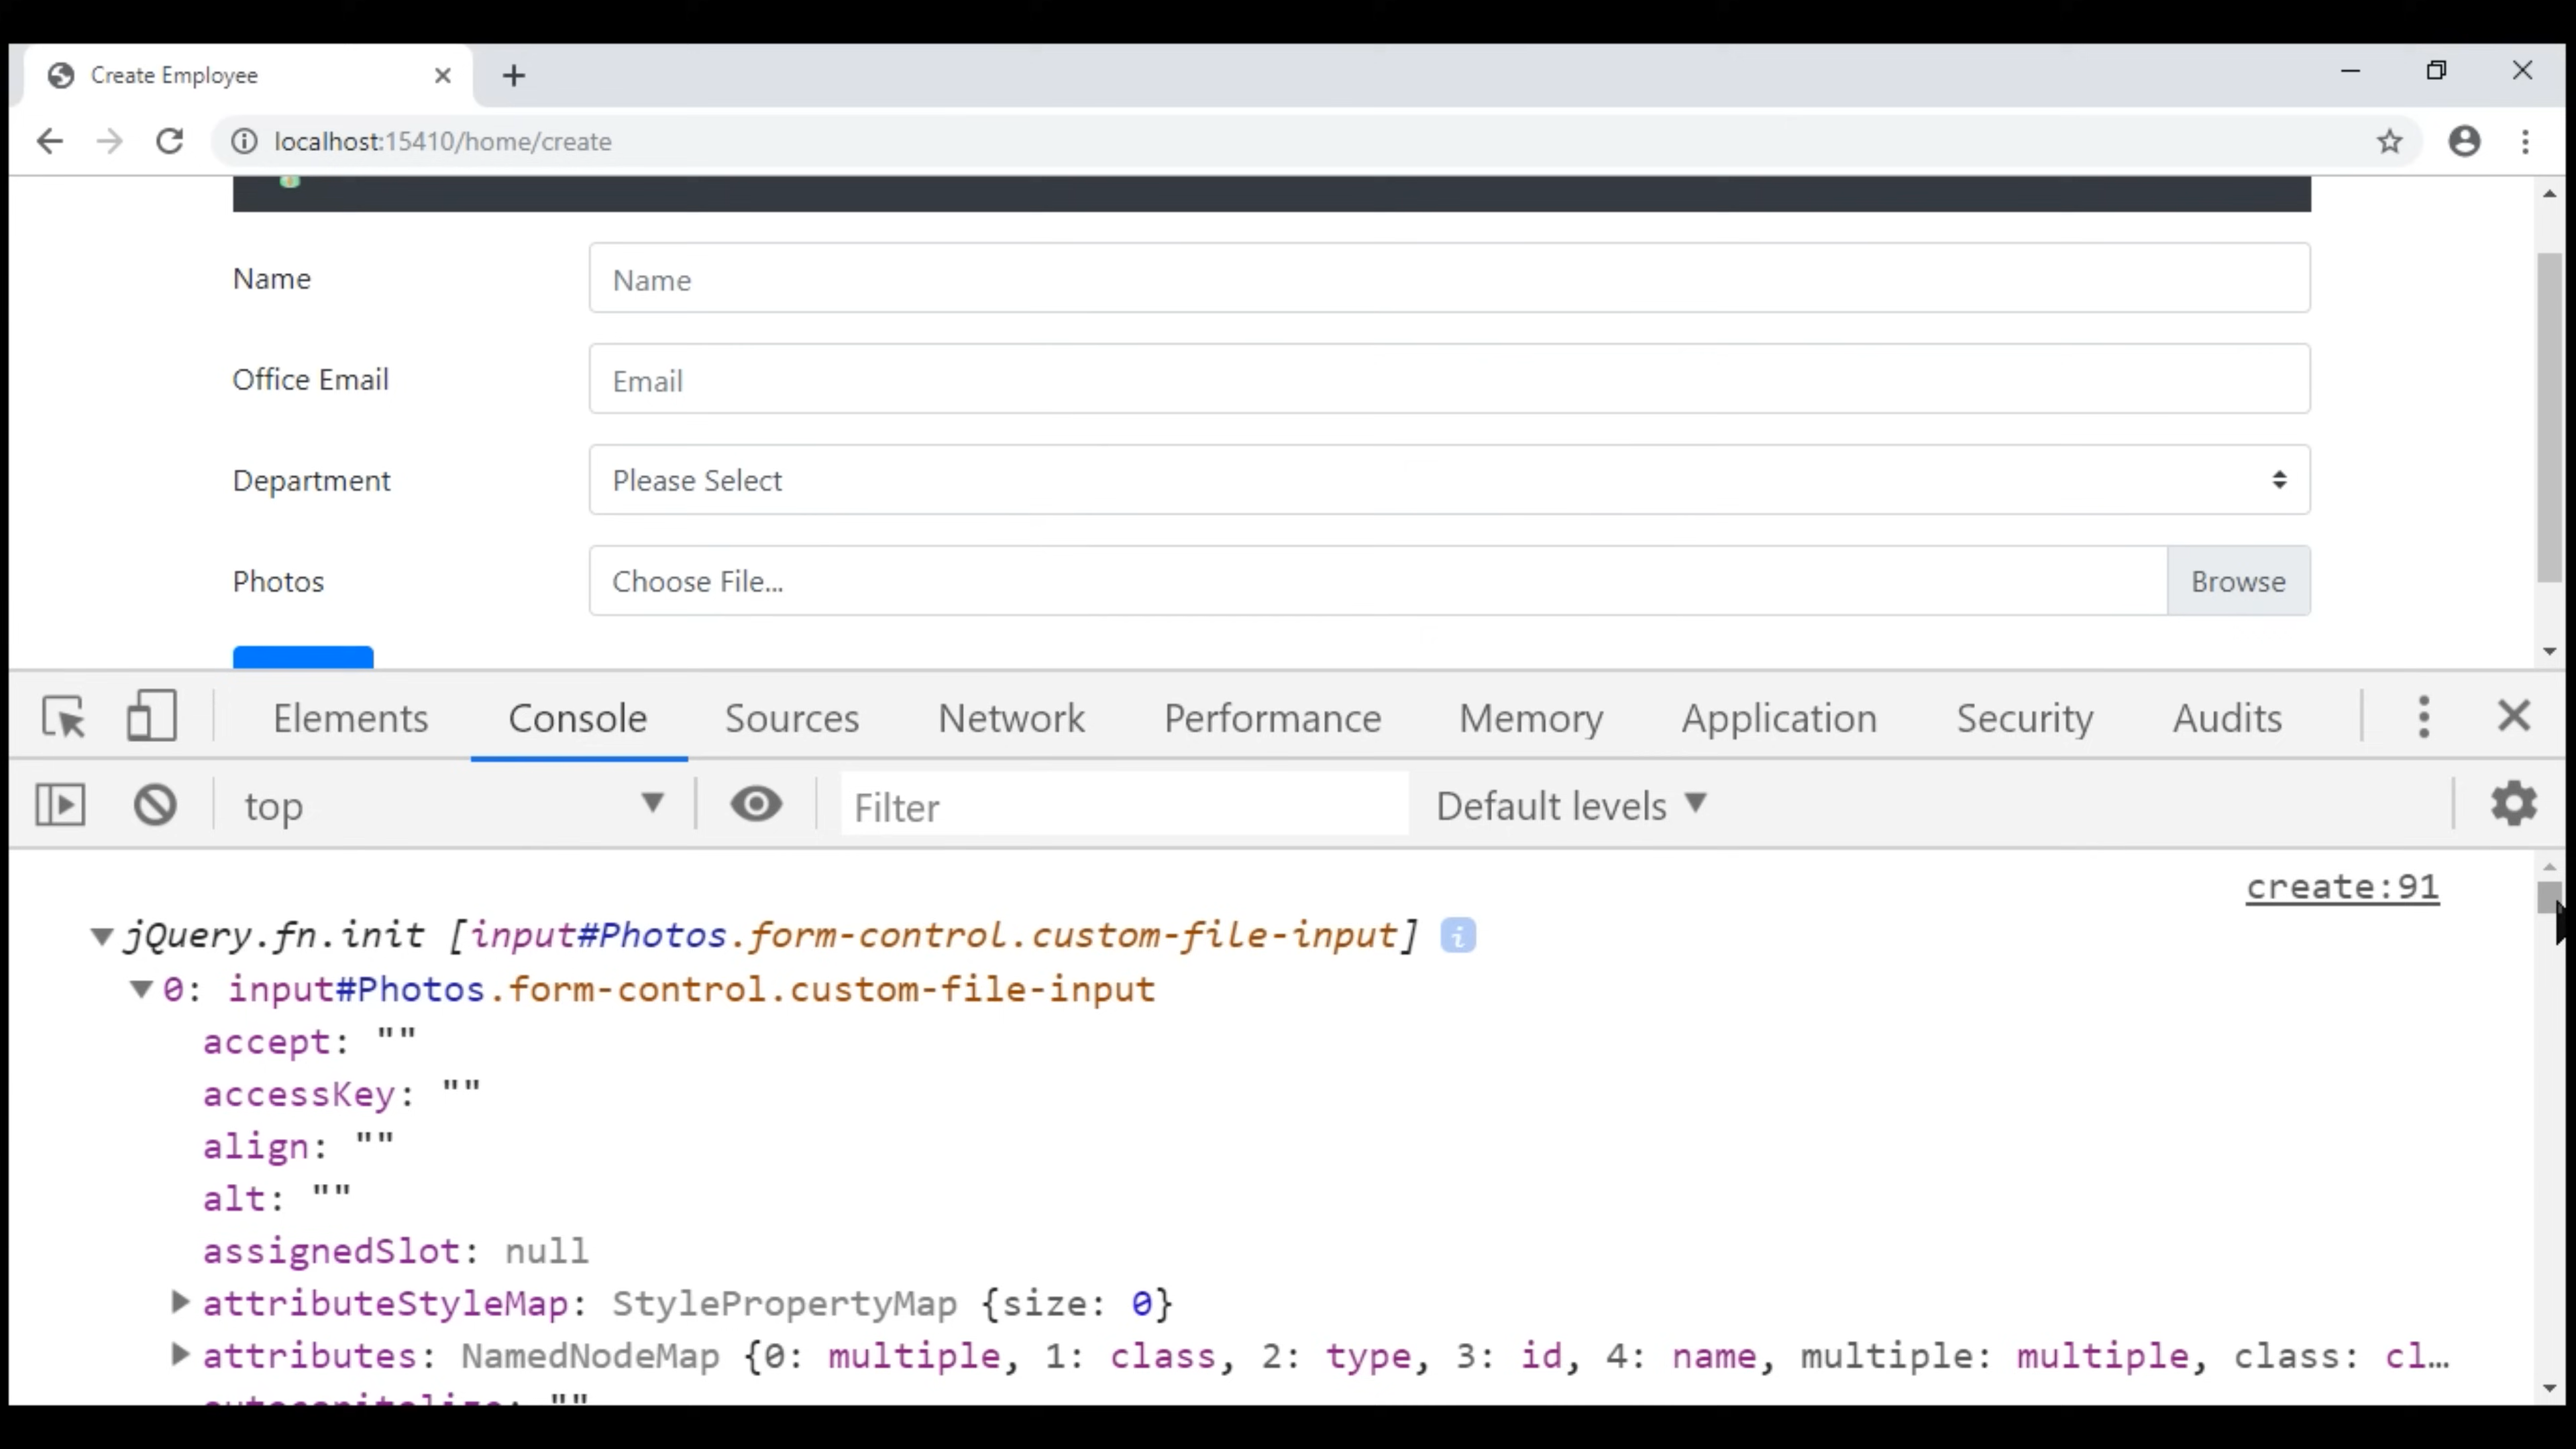 Create Employee
localhost:15410/home/create
Name Name
Office Email Email
Department Please Select
Photos Choose File... Browse
Elements Console Sources Network Performance Memory Application Security Audits
top Filter Default levels
create:91
jQuery.fn.init [input#Photos.form-control.custom-file-input] i
0: input#Photos.form-control.custom-file-input
accept: ""
accessKey: ""
align: ""
alt: ""
assignedSlot: null
attributeStyleMap: StylePropertyMap {size: 0}
attributes: NamedNodeMap {0: multiple, 1: class, 2: type, 3: id, 4: name, multiple: multiple, class: cl…
autocapitalize: ""